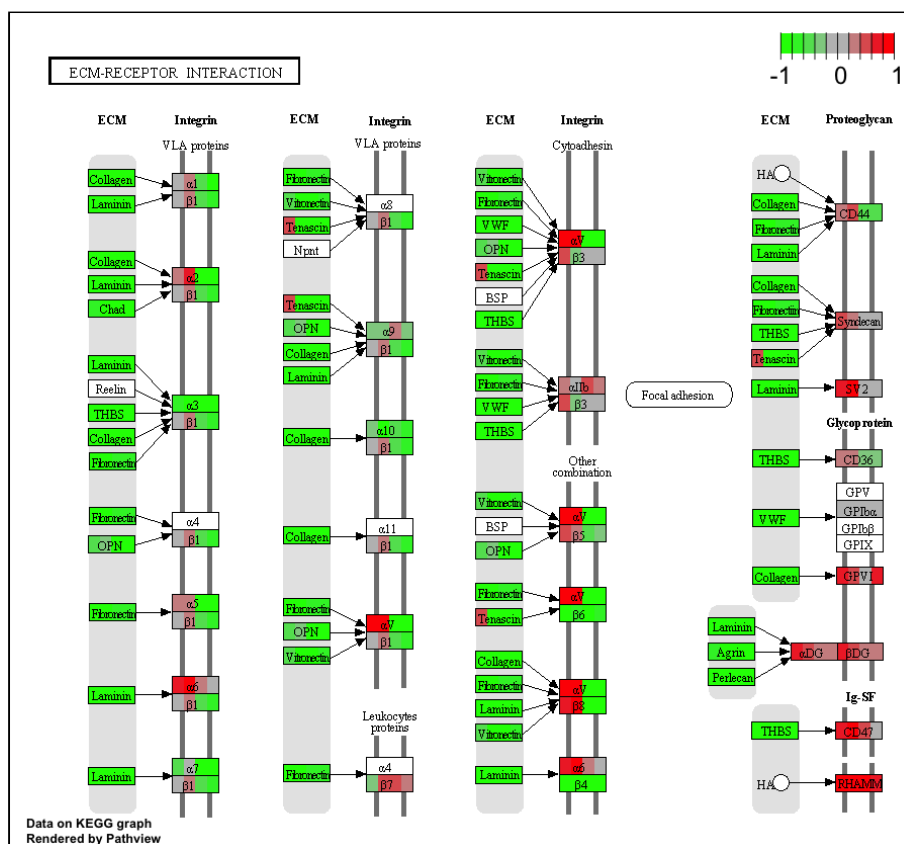 -1 0 1
ECM-RECEPTOR INTERACTION
ECM Integrin
VLA proteins
Collagen
Laminin
α1
β1
Collagen
Laminin
Chad
α2
β1
Laminin
Reelin
THBS
Collagen
Fibronectin
α3
β1
Fibronectin
OPN
α4
β1
Fibronectin
α5
β1
Laminin
α6
β1
Laminin
α7
β1
ECM Integrin
VLA proteins
Fibronectin
Vitronectin
Tenascin
Npnt
α8
β1
Tenascin
OPN
Collagen
Laminin
α9
β1
Collagen
α10
β1
Collagen
α11
β1
Fibronectin
OPN
Vitronectin
αV
β1
Leukocytes
proteins
Fibronectin
α4
β7
ECM Integrin
Cytoadhesin
Vitronectin
Fibronectin
VWF
OPN
Tenascin
BSP
THBS
αV
β3
Vitronectin
Fibronectin
VWF
THBS
αIIb
β3
Other
combination
Vitronectin
BSP
OPN
αV
β5
Fibronectin
Tenascin
αV
β6
Collagen
Fibronectin
Laminin
Vitronectin
αV
β8
Laminin
α6
β4
Focal adhesion
ECM Proteoglycan
HA
Collagen
Fibronectin
Laminin
CD44
Collagen
Fibronectin
THBS
Tenascin
Syndecan
Laminin
SV2
Glycoprotein
THBS
CD36
VWF
GPV
GPIbα
GPIbβ
GPIX
Collagen
GPVI
Laminin
Agrin
Perlecan
αDG
βDG
Ig-SF
THBS
CD47
HA
RHAMM
Data on KEGG graph
Rendered by Pathview